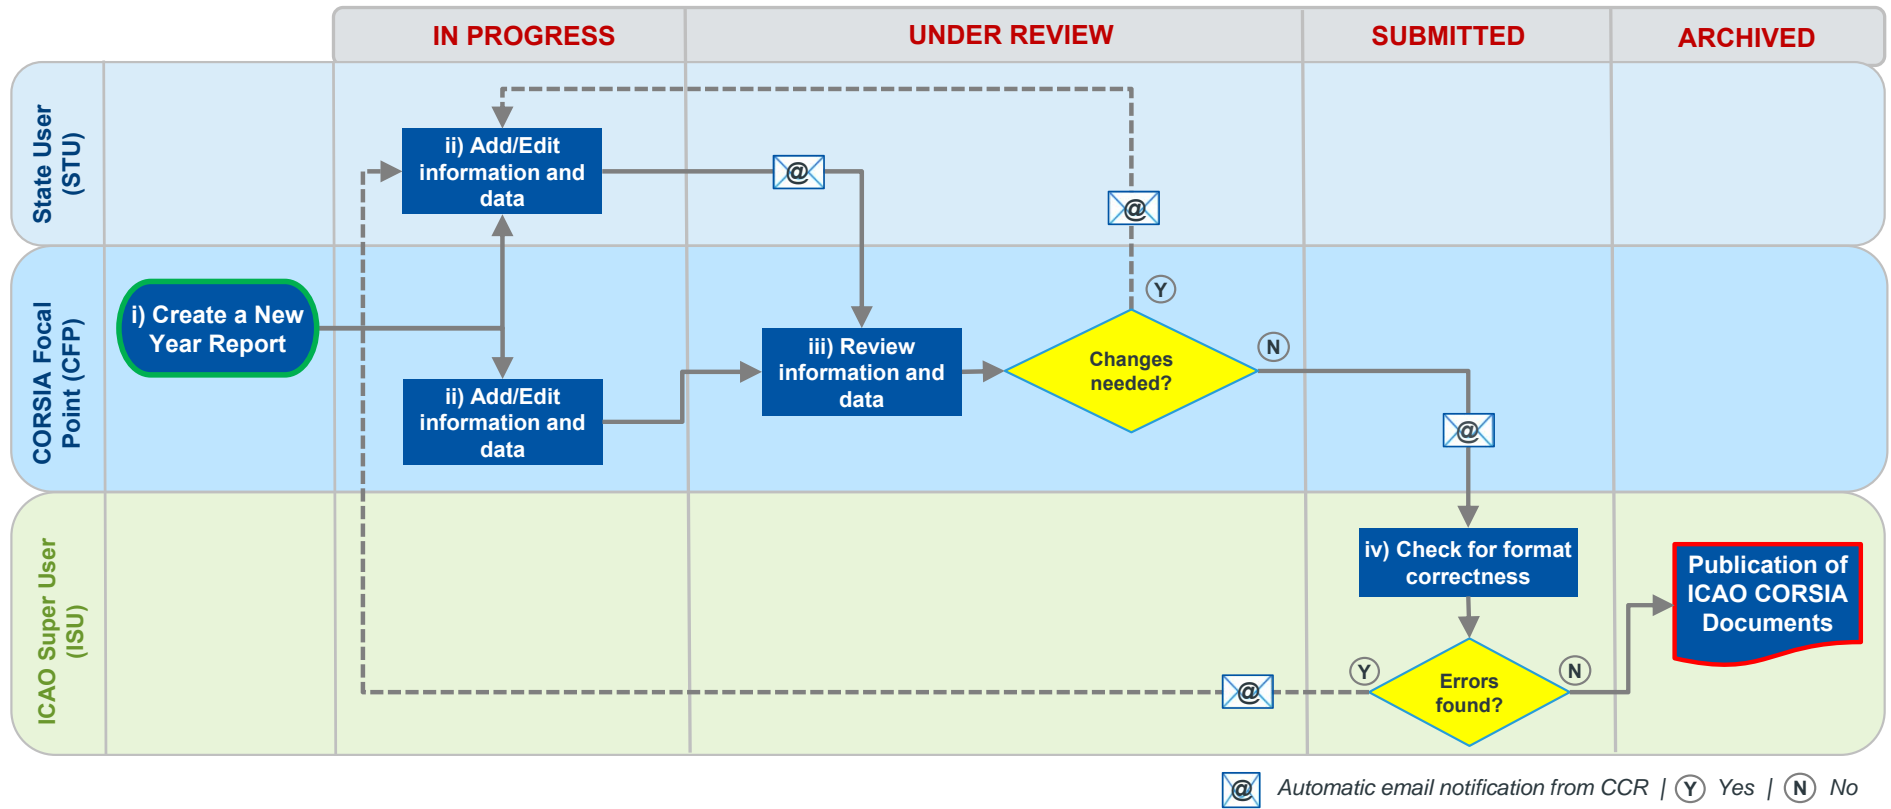 IN PROGRESS
UNDER REVIEW
SUBMITTED
ARCHIVED
State User
(STU)
ii) Add/Edit
information and
data
@
@
CORSIA Focal
Point (CFP)
i) Create a New
Year Report
ii) Add/Edit
information and
data
iii) Review
information and
data
Changes
needed?
Y
N
@
ICAO Super User
(ISU)
iv) Check for format
correctness
Errors
found?
Y
N
@
Publication of
ICAO CORSIA
Documents
@ Automatic email notification from CCR | Y Yes | N No